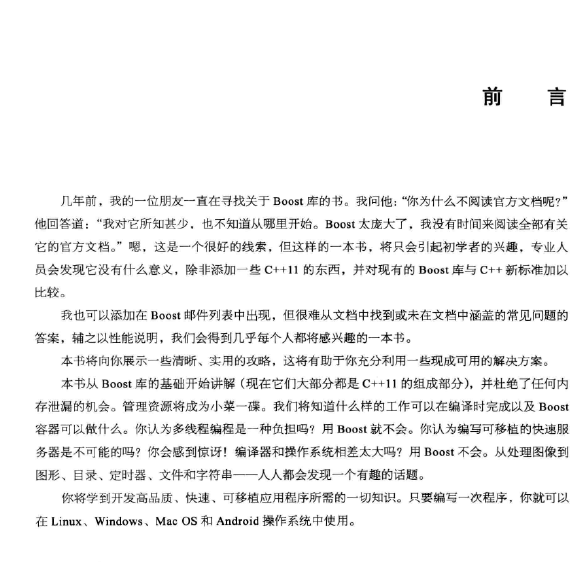 前 言
几年前，我的一位朋友一直在寻找关于 Boost 库的书。我问他：“你为什么不阅读官方文档呢？”
他回答道：“我对它所知甚少，也不知道从哪里开始。Boost 太庞大了，我没有时间来阅读全部有关
它的官方文档。”嗯，这是一个很好的线索，但这样的一本书，将只会引起初学者的兴趣，专业人
员会发现它没有什么意义，除非添加一些 C++11 的东西，并对现有的 Boost 库与 C++ 新标准加以
比较。
我也可以添加在 Boost 邮件列表中出现，但很难从文档中找到或未在文档中涵盖的常见问题的
答案，辅之以性能说明，我们会得到几乎每个人都将感兴趣的一本书。
本书将向你展示一些清晰、实用的攻略，这将有助于你充分利用一些现成可用的解决方案。
本书从 Boost 库的基础开始讲解（现在它们大部分都是 C++11 的组成部分），并杜绝了任何内
存泄漏的机会。管理资源将成为小菜一碟。我们将知道什么样的工作可以在编译时完成以及 Boost
容器可以做什么。你认为多线程编程是一种负担吗？用 Boost 就不会。你认为编写可移植的快速服
务器是不可能的吗？你会感到惊讶！编译器和操作系统相差太大吗？用 Boost 不会。从处理图像到
图形、目录、定时器、文件和字符串——人人都会发现一个有趣的话题。
你将学到开发高品质、快速、可移植应用程序所需的一切知识。只要编写一次程序，你就可以
在 Linux、Windows、Mac OS 和 Android 操作系统中使用。